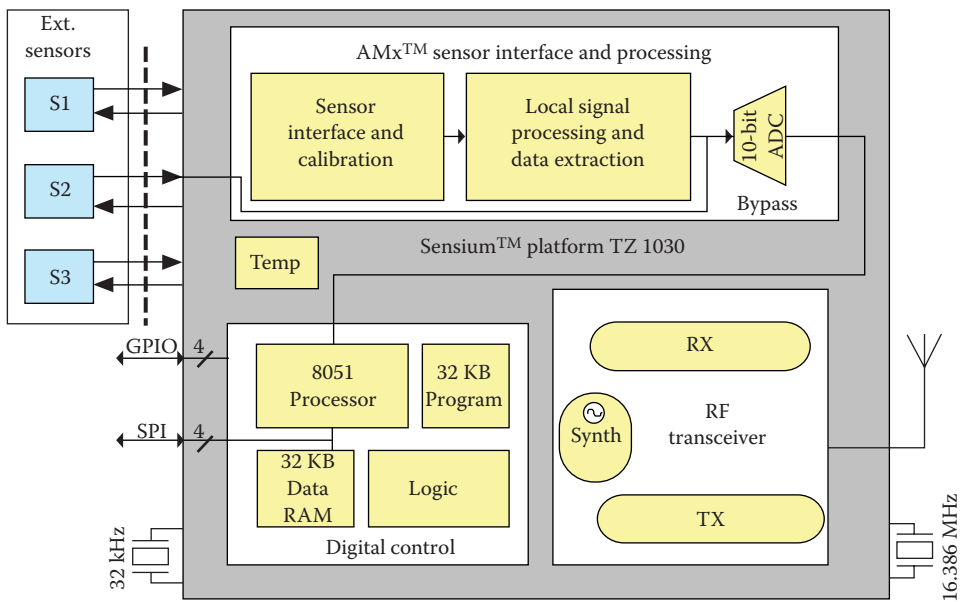 Ext.
sensors
S1
S2
S3
AMx™ sensor interface and processing
Sensor
interface and
calibration
Local signal
processing and
data extraction
10-bit
ADC
Bypass
Sensium™ platform TZ 1030
Temp
GPIO
4
SPI
4
8051
Processor
32 KB
Program
32 KB
Data
RAM
Logic
Digital control
RX
Synth
RF
transceiver
TX
32 kHz
16.386 MHz